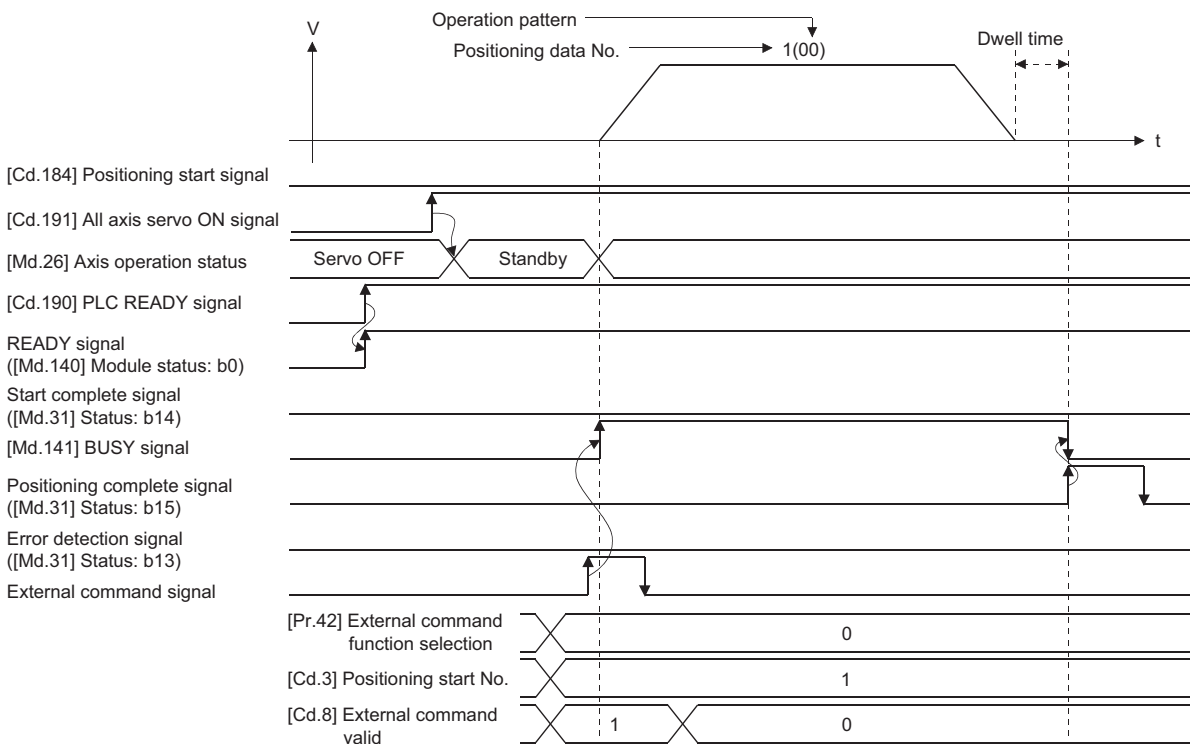 Operation pattern
V
Positioning data No.
1(00)
Dwell time
t
[Cd.184] Positioning start signal
[Cd.191] All axis servo ON signal
[Md.26] Axis operation status
Servo OFF
Standby
[Cd.190] PLC READY signal
READY signal
([Md.140] Module status: b0)
Start complete signal
([Md.31] Status: b14)
[Md.141] BUSY signal
Positioning complete signal
([Md.31] Status: b15)
Error detection signal
([Md.31] Status: b13)
External command signal
[Pr.42] External command
function selection
0
[Cd.3] Positioning start No.
1
[Cd.8] External command
valid
1
0